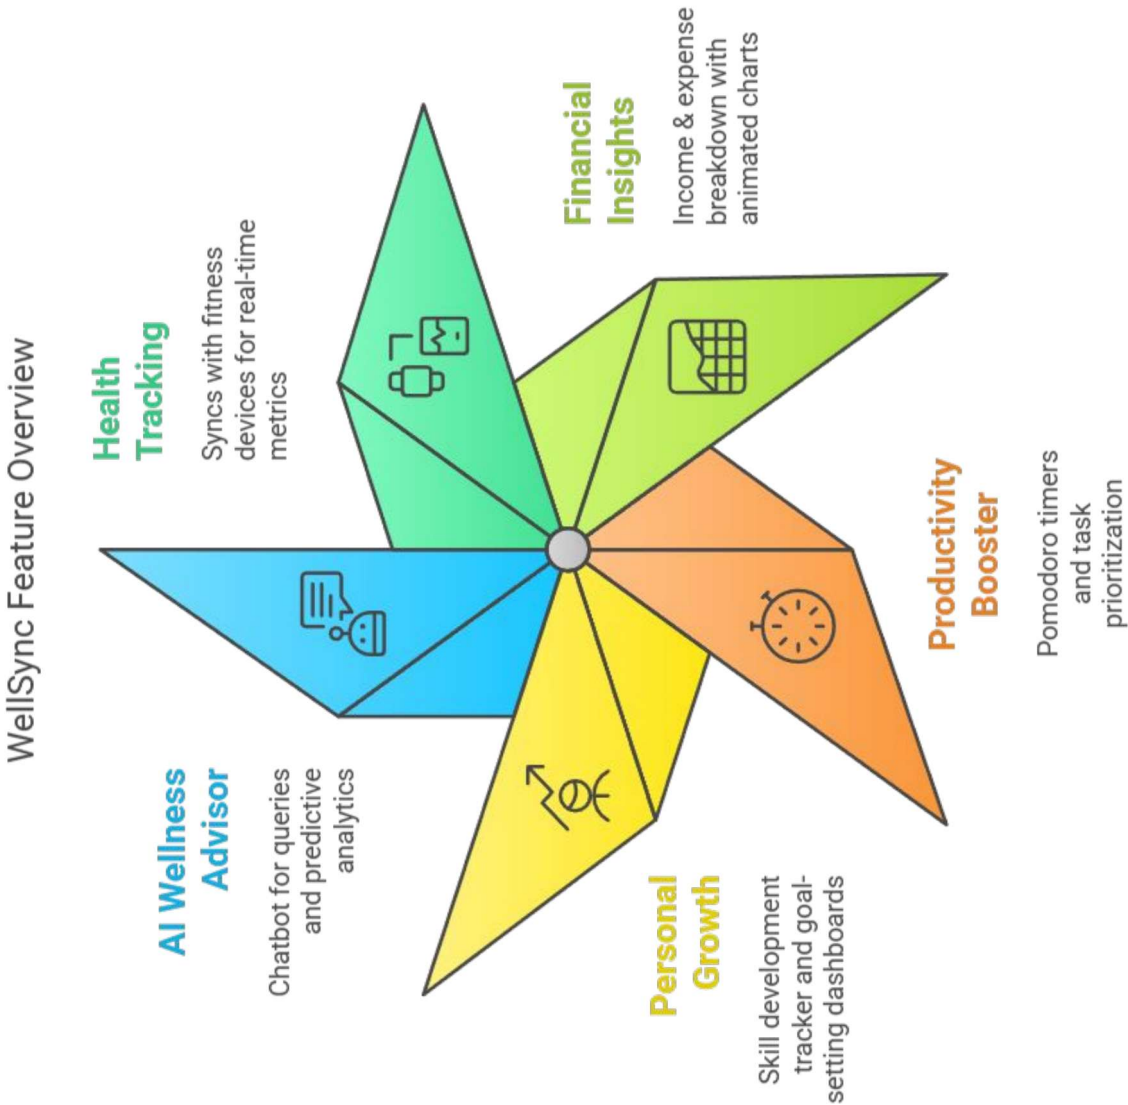 WellSync Feature Overview
Health
Tracking
Syncs with fitness
devices for real-time
metrics
AI Wellness
Advisor
Chatbot for queries
and predictive
analytics
Financial
Insights
Income & expense
breakdown with
animated charts
Personal
Growth
Skill development
tracker and goal-
setting dashboards
Productivity
Booster
Pomodoro timers
and task
prioritization